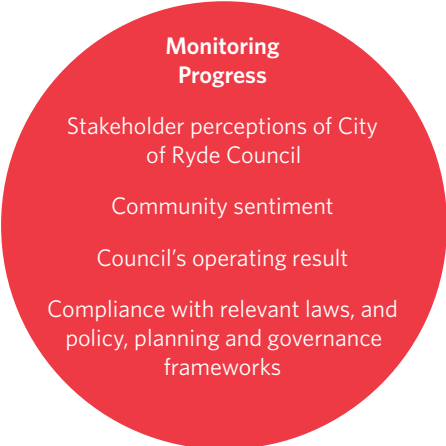 Monitoring
Progress
Stakeholder perceptions of City
of Ryde Council
Community sentiment
Council’s operating result
Compliance with relevant laws, and
policy, planning and governance
frameworks